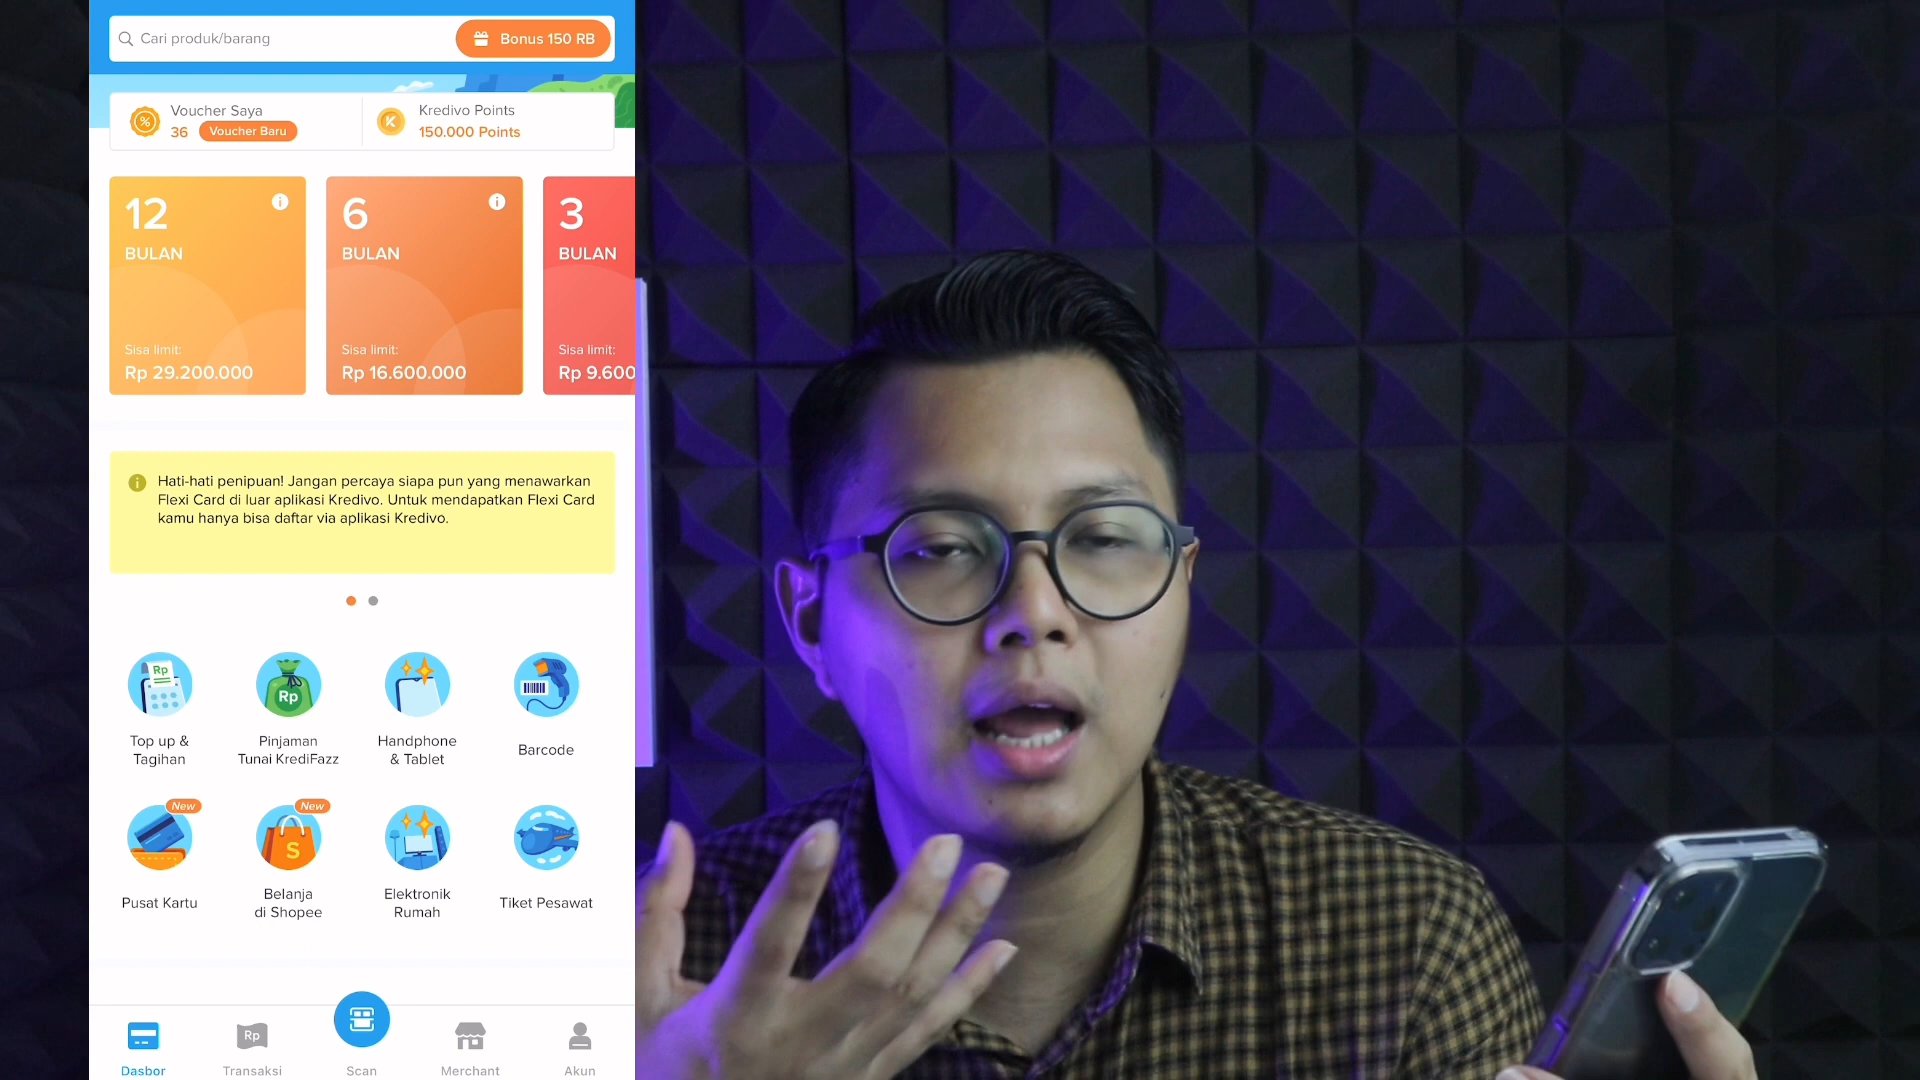 Cari produk/barang
Bonus 150 RB
Voucher Saya
36 Voucher Baru
Kredivo Points
150.000 Points
12
BULAN
Sisa limit:
Rp 29.200.000
6
BULAN
Sisa limit:
Rp 16.600.000
3
BULAN
Sisa limit:
Rp 9.600
Hati-hati penipuan! Jangan percaya siapa pun yang menawarkan
Flexi Card di luar aplikasi Kredivo. Untuk mendapatkan Flexi Card
kamu hanya bisa daftar via aplikasi Kredivo.
Rp
Top up &
Tagihan
Rp
Pinjaman
Tunai KrediFazz
Handphone
& Tablet
Barcode
New
Pusat Kartu
New
S
Belanja
di Shopee
Elektronik
Rumah
Tiket Pesawat
Dasbor
Rp
Transaksi
Scan
Merchant
Akun